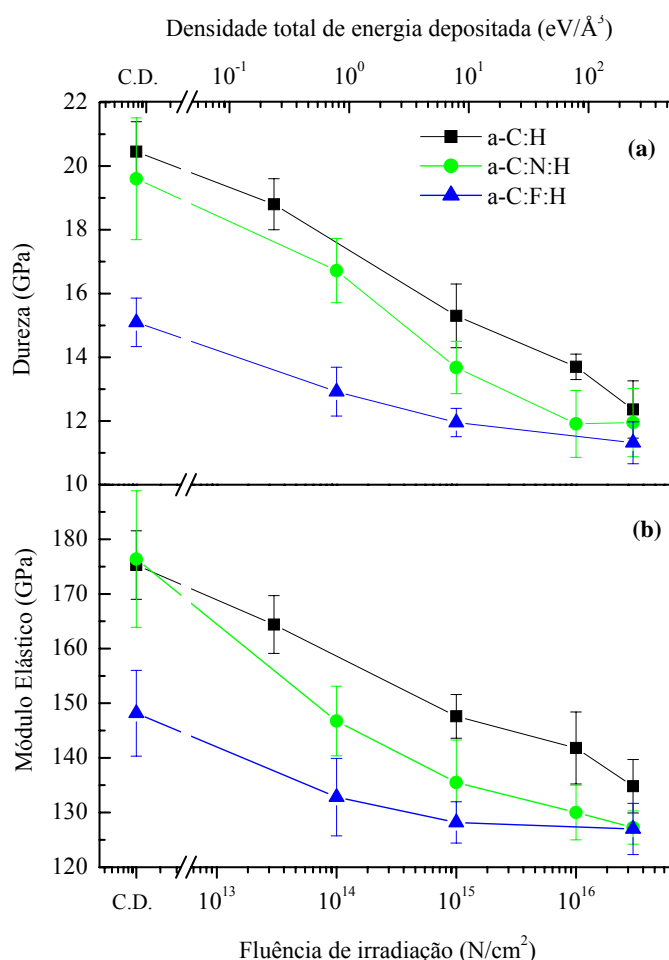 Densidade total de energia depositada (eV/Å³)
C.D. 10⁻¹ 10⁰ 10¹ 10²
22
20
18
16
14
12
10
Dureza (GPa)
a-C:H
a-C:N:H
a-C:F:H
(a)
180
170
160
150
140
130
120
Módulo Elástico (GPa)
(b)
C.D. 10¹³ 10¹⁴ 10¹⁵ 10¹⁶
Fluência de irradiação (N/cm²)